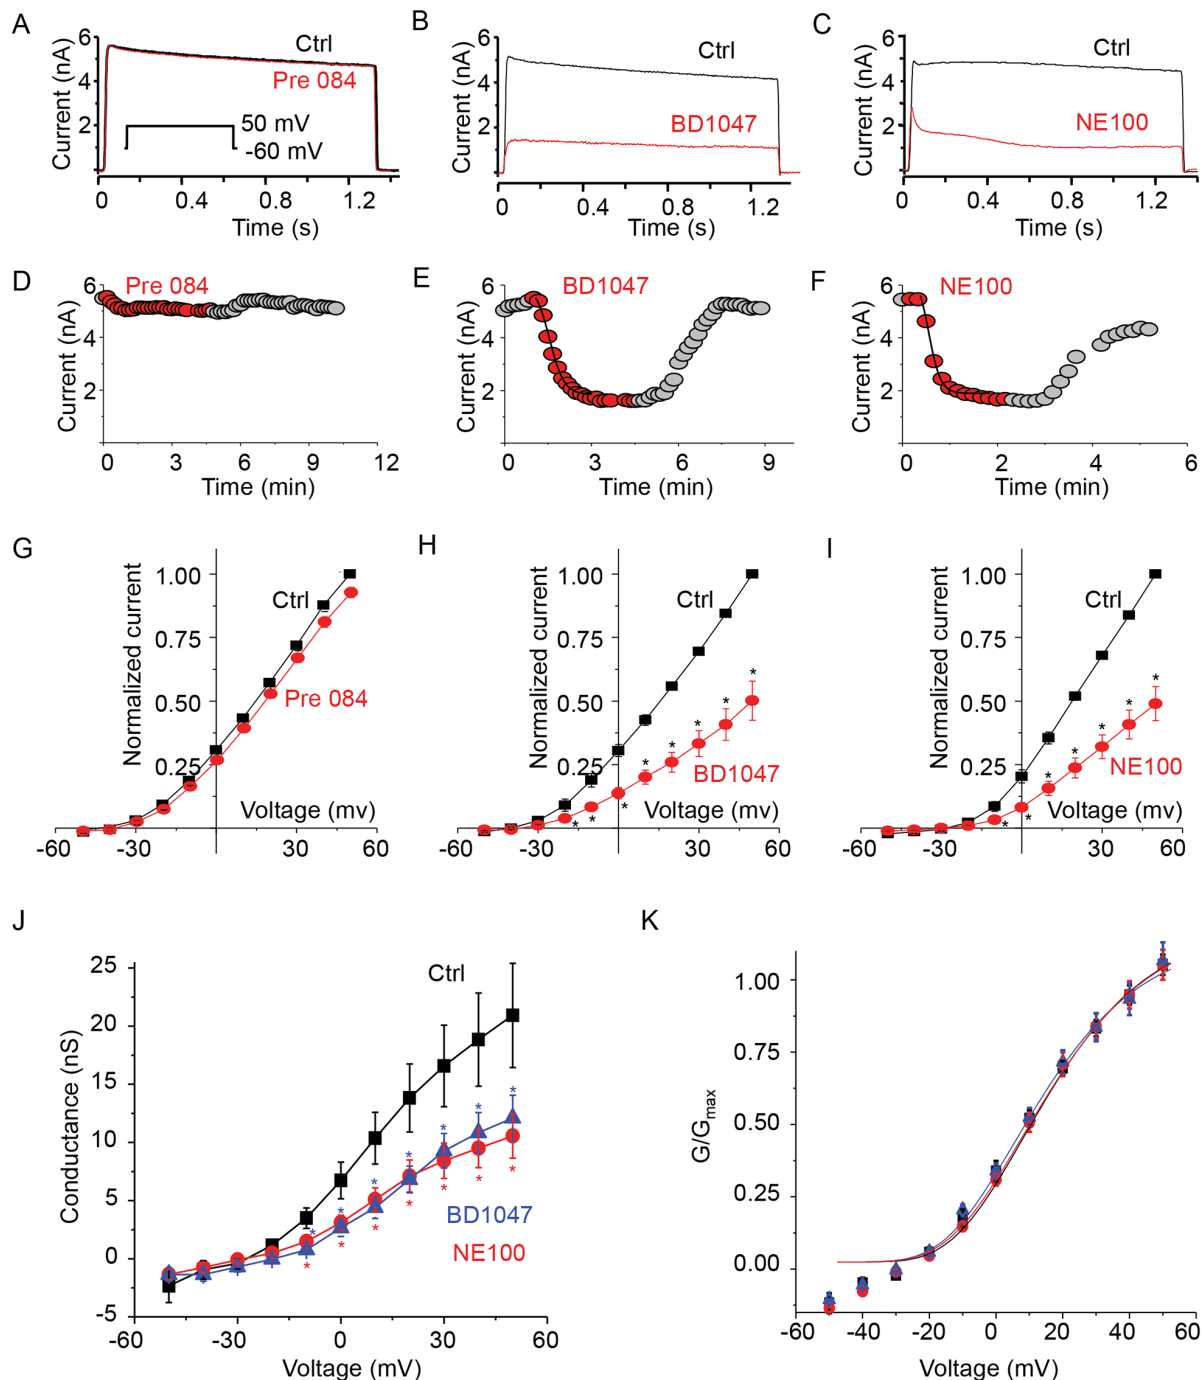 A
B
C
6
4
2
Current (nA)
Ctrl
Pre 084
50 mV
-60 mV
0 0.4 0.8 1.2
Time (s)
6
4
2
Current (nA)
Ctrl
BD1047
0 0.4 0.8 1.2
Time (s)
6
4
2
Current (nA)
Ctrl
NE100
0 0.4 0.8 1.2
Time (s)
D
E
F
6
4
2
Current (nA)
Pre 084
0 3 6 9 12
Time (min)
6
4
2
Current (nA)
BD1047
0 3 6 9
Time (min)
6
4
2
Current (nA)
NE100
0 2 4 6
Time (min)
G
H
I
Normalized current
1.00
0.75
0.50
0.25
Ctrl
Pre 084
Voltage (mv)
-60 -30 30 60
Normalized current
1.00
0.75
0.50
0.25
Ctrl
* * * * *
BD1047
Voltage (mv)
* * *
-60 -30 30 60
Normalized current
1.00
0.75
0.50
0.25
Ctrl
* * * * *
NE100
Voltage (mv)
* *
-60 -30 30 60
J
K
25
20
15
10
5
0
-5
Conductance (nS)
Ctrl
* * * * * * *
BD1047
NE100
* * * * * * *
-60 -30 0 30 60
Voltage (mV)
1.00
0.75
0.50
0.25
0.00
G/Gmax
-60 -40 -20 0 20 40 60
Voltage (mV)